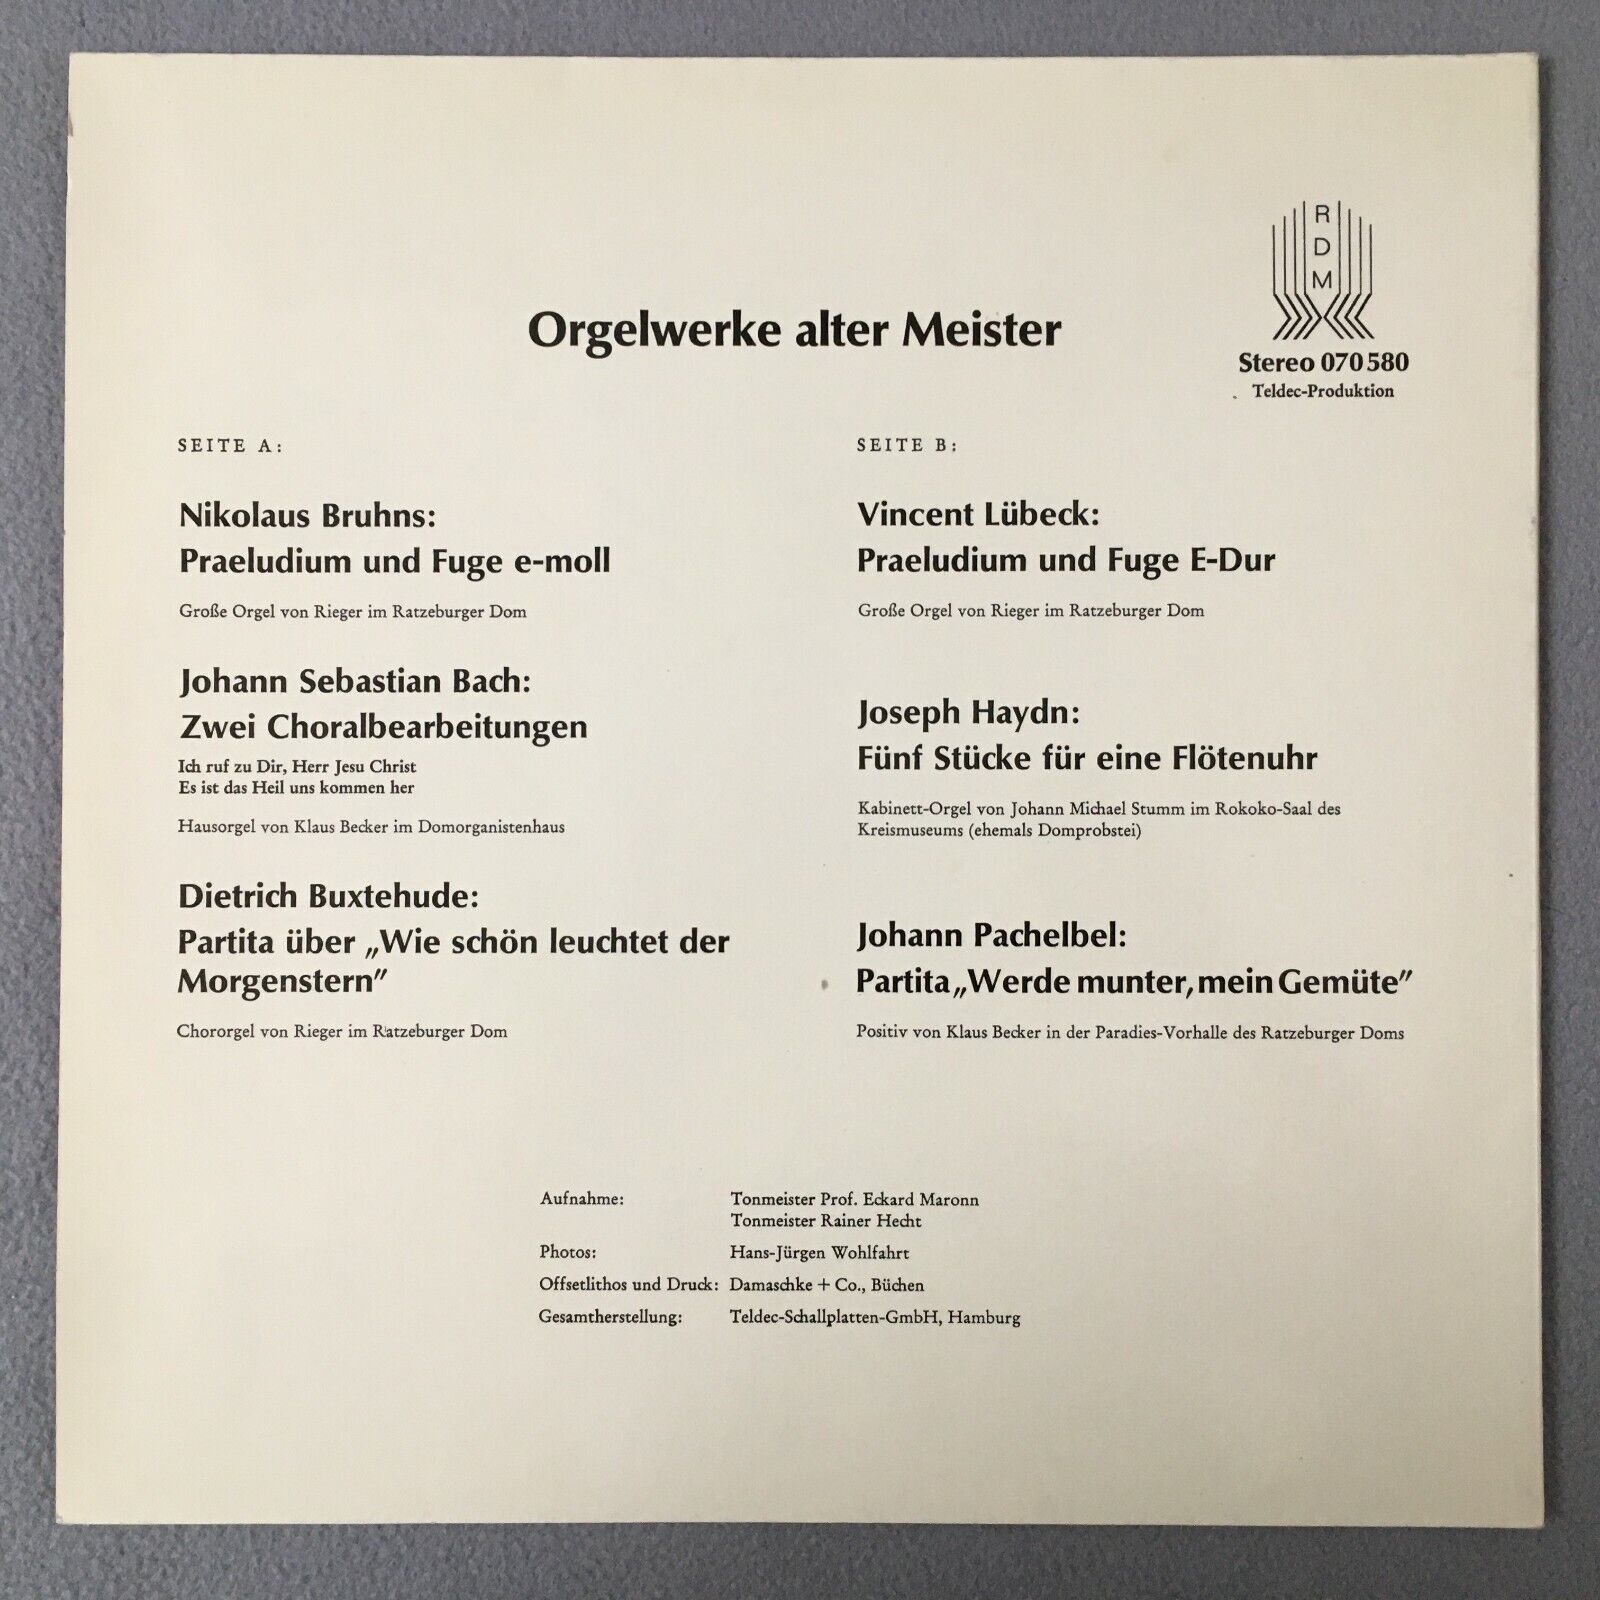 R
D
M
Orgelwerke alter Meister
Stereo 070 580
Teldec-Produktion
SEITE A:
Nikolaus Bruhns:
Praeludium und Fuge e-moll
Große Orgel von Rieger im Ratzeburger Dom
Johann Sebastian Bach:
Zwei Choralbearbeitungen
Ich ruf zu Dir, Herr Jesu Christ
Es ist das Heil uns kommen her
Hausorgel von Klaus Becker im Domorganistenhaus
Dietrich Buxtehude:
Partita über „Wie schön leuchtet der
Morgenstern”
Chororgel von Rieger im Ratzeburger Dom
SEITE B:
Vincent Lübeck:
Praeludium und Fuge E-Dur
Große Orgel von Rieger im Ratzeburger Dom
Joseph Haydn:
Fünf Stücke für eine Flötenuhr
Kabinett-Orgel von Johann Michael Stumm im Rokoko-Saal des
Kreismuseums (ehemals Domprobstei)
Johann Pachelbel:
Partita „Werde munter, mein Gemüte”
Positiv von Klaus Becker in der Paradies-Vorhalle des Ratzeburger Doms
Aufnahme: Tonmeister Prof. Eckard Maronn
Tonmeister Rainer Hecht
Photos: Hans-Jürgen Wohlfahrt
Offsetlithos und Druck: Damaschke + Co., Büchen
Gesamtherstellung: Teldec-Schallplatten-GmbH, Hamburg